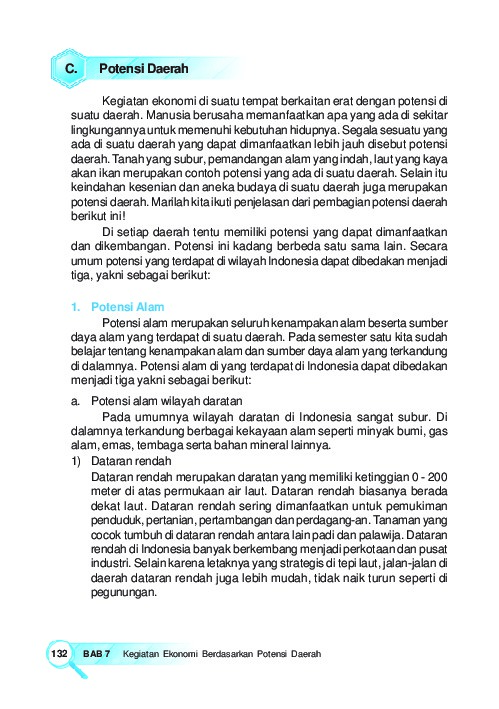 C. Potensi Daerah
Kegiatan ekonomi di suatu tempat berkaitan erat dengan potensi di
suatu daerah. Manusia berusaha memanfaatkan apa yang ada di sekitar
lingkungannya untuk memenuhi kebutuhan hidupnya. Segala sesuatu yang
ada di suatu daerah yang dapat dimanfaatkan lebih jauh disebut potensi
daerah. Tanah yang subur, pemandangan alam yang indah, laut yang kaya
akan ikan merupakan contoh potensi yang ada di suatu daerah. Selain itu
keindahan kesenian dan aneka budaya di suatu daerah juga merupakan
potensi daerah. Marilah kita ikuti penjelasan dari pembagian potensi daerah
berikut ini!
Di setiap daerah tentu memiliki potensi yang dapat dimanfaatkan
dan dikembangan. Potensi ini kadang berbeda satu sama lain. Secara
umum potensi yang terdapat di wilayah Indonesia dapat dibedakan menjadi
tiga, yakni sebagai berikut:
1. Potensi Alam
Potensi alam merupakan seluruh kenampakan alam beserta sumber
daya alam yang terdapat di suatu daerah. Pada semester satu kita sudah
belajar tentang kenampakan alam dan sumber daya alam yang terkandung
di dalamnya. Potensi alam di yang terdapat di Indonesia dapat dibedakan
menjadi tiga yakni sebagai berikut:
a. Potensi alam wilayah daratan
Pada umumnya wilayah daratan di Indonesia sangat subur. Di
dalamnya terkandung berbagai kekayaan alam seperti minyak bumi, gas
alam, emas, tembaga serta bahan mineral lainnya.
1) Dataran rendah
Dataran rendah merupakan daratan yang memiliki ketinggian 0 - 200
meter di atas permukaan air laut. Dataran rendah biasanya berada
dekat laut. Dataran rendah sering dimanfaatkan untuk pemukiman
penduduk, pertanian, pertambangan dan perdagang-an. Tanaman yang
cocok tumbuh di dataran rendah antara lain padi dan palawija. Dataran
rendah di Indonesia banyak berkembang menjadi perkotaan dan pusat
industri. Selain karena letaknya yang strategis di tepi laut, jalan-jalan di
daerah dataran rendah juga lebih mudah, tidak naik turun seperti di
pegunungan.
132 BAB 7 Kegiatan Ekonomi Berdasarkan Potensi Daerah